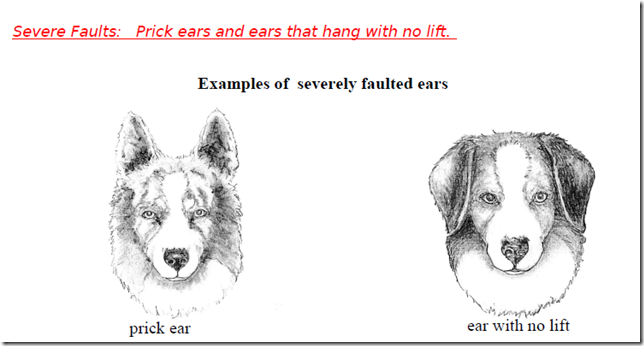 Severe Faults:   Prick ears and ears that hang with no lift.
Examples of  severely faulted ears
prick ear
ear with no lift